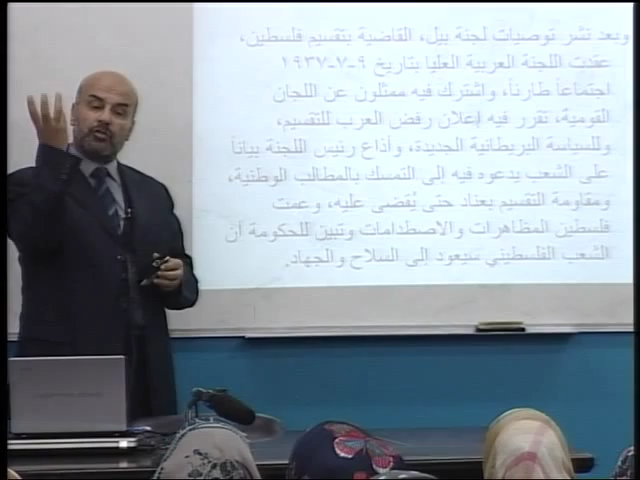 وبعد نشر توصيات لجنة بيل، القاضية بتقسيم فلسطين،
عقدت اللجنة العربية العليا بتاريخ ٩-٧-١٩٣٧
اجتماعاً طارئاً، واشترك فيه ممثلون عن اللجان
القومية، تقرر فيه إعلان رفض العرب للتقسيم،
وللسياسة البريطانية الجديدة، وأذاع رئيس اللجنة بياناً
على الشعب يدعوه فيه إلى التمسك بالمطالب الوطنية،
ومقاومة التقسيم بعناد حتى يُقضى عليه، وعمت
فلسطين المظاهرات والاصطدامات وتبين للحكومة أن
الشعب الفلسطيني سيعود إلى السلاح والجهاد.